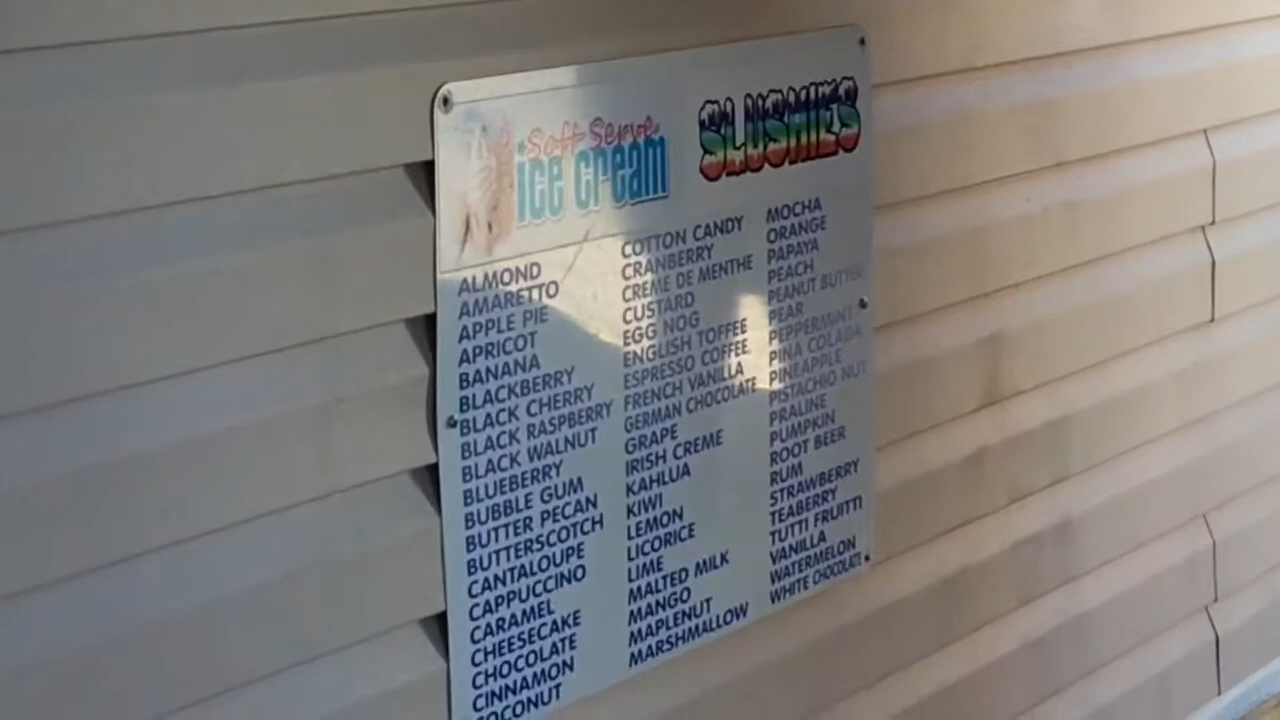 Soft Serve
ice cream
SLUSHIES
ALMOND
AMARETTO
APPLE PIE
APRICOT
BANANA
BLACKBERRY
BLACK CHERRY
BLACK RASPBERRY
BLACK WALNUT
BLUEBERRY
BUBBLE GUM
BUTTER PECAN
BUTTERSCOTCH
CANTALOUPE
CAPPUCCINO
CARAMEL
CHEESECAKE
CHOCOLATE
CINNAMON
COCONUT
COTTON CANDY
CRANBERRY
CREME DE MENTHE
CUSTARD
EGG NOG
ENGLISH TOFFEE
ESPRESSO COFFEE
FRENCH VANILLA
GERMAN CHOCOLATE
GRAPE
IRISH CREME
KAHLUA
KIWI
LEMON
LICORICE
LIME
MALTED MILK
MANGO
MAPLENUT
MARSHMALLOW
MOCHA
ORANGE
PAPAYA
PEACH
PEANUT BUTTER
PEAR
PEPPERMINT
PINA COLADA
PINEAPPLE
PISTACHIO NUT
PRALINE
PUMPKIN
ROOT BEER
RUM
STRAWBERRY
TEABERRY
TUTTI FRUITTI
VANILLA
WATERMELON
WHITE CHOCOLATE